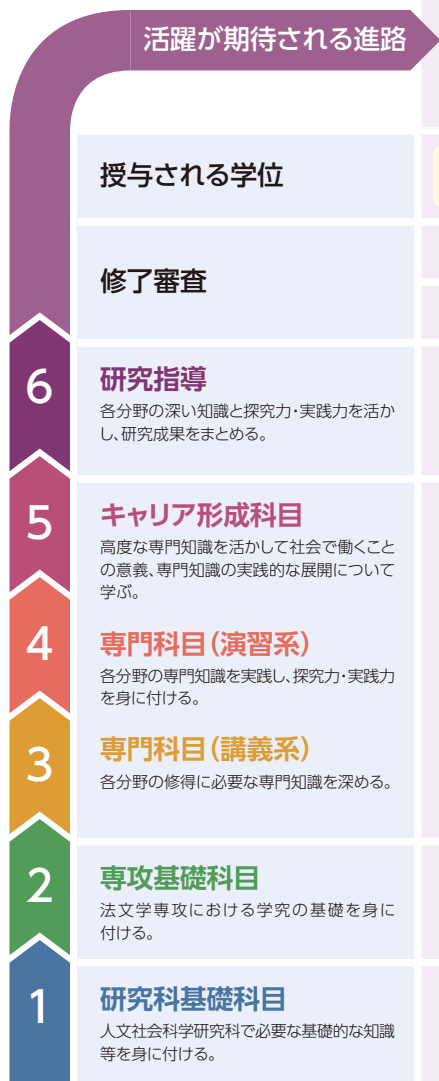 活躍が期待される進路
授与される学位
修了審査
6
研究指導
各分野の深い知識と探究力・実践力を活か
し、研究成果をまとめる。
5
キャリア形成科目
高度な専門知識を活かして社会で働くこと
の意義、専門知識の実践的な展開について
学ぶ。
4
専門科目（演習系）
各分野の専門知識を実践し、探究力・実践力
を身に付ける。
3
専門科目（講義系）
各分野の修得に必要な専門知識を深める。
2
専攻基礎科目
法文学専攻における学究の基礎を身に
付ける。
1
研究科基礎科目
人文社会科学研究科で必要な基礎的な知識
等を身に付ける。